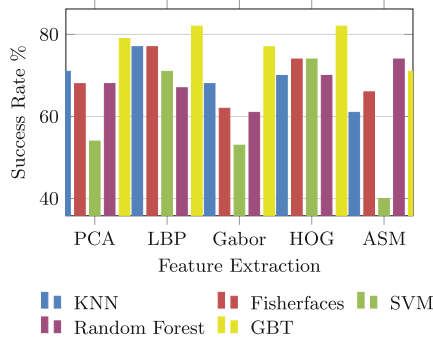 80
60
40
Success Rate %
PCA LBP Gabor HOG ASM
Feature Extraction
KNN Fisherfaces SVM
Random Forest GBT